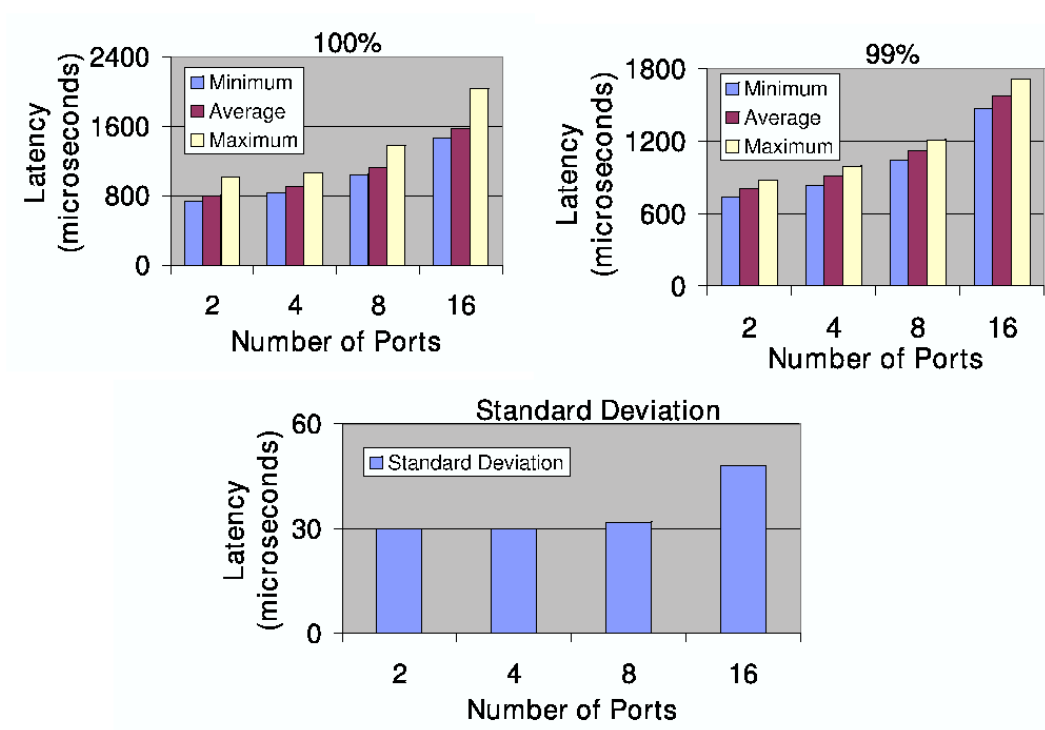 100%
2400
1600
800
0
Latency
(microseconds)
Minimum
Average
Maximum
2 4 8 16
Number of Ports
99%
1800
1200
600
0
Latency
(microseconds)
Minimum
Average
Maximum
2 4 8 16
Number of Ports
Standard Deviation
60
30
0
Latency
(microseconds)
Standard Deviation
2 4 8 16
Number of Ports